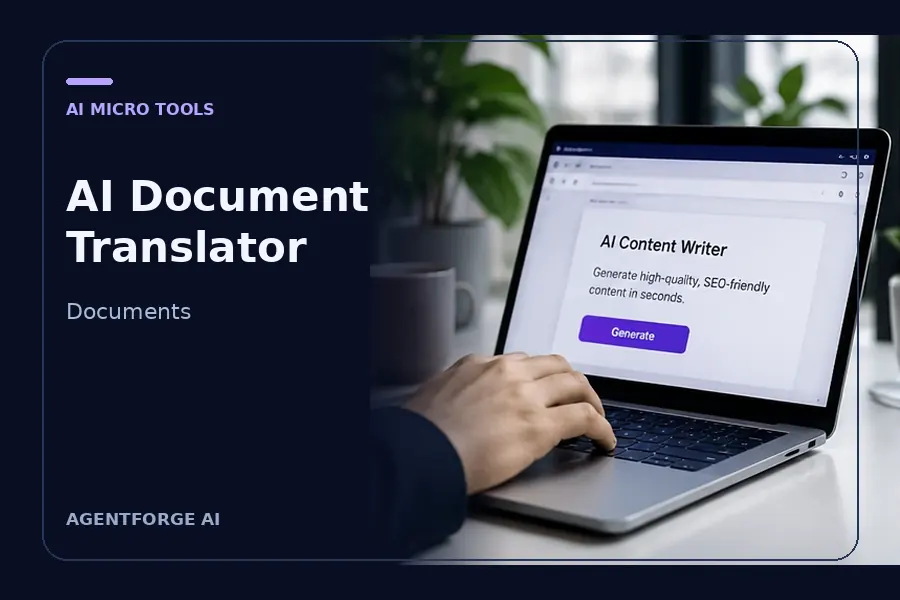 AI MICRO TOOLS
AI Document
Translator
Documents
AGENTFORGE AI
AI Content Writer
Generate high-quality, SEO-friendly
content in seconds.
Generate